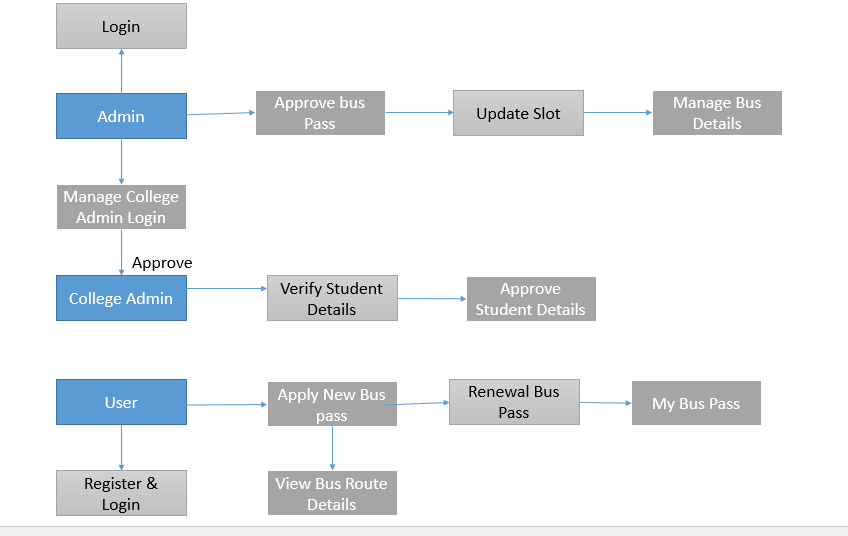 Login
Admin
Approve bus
Pass
Update Slot
Manage Bus
Details
Manage College
Admin Login
Approve
College Admin
Verify Student
Details
Approve
Student Details
User
Apply New Bus
pass
Renewal Bus
Pass
My Bus Pass
Register &
Login
View Bus Route
Details